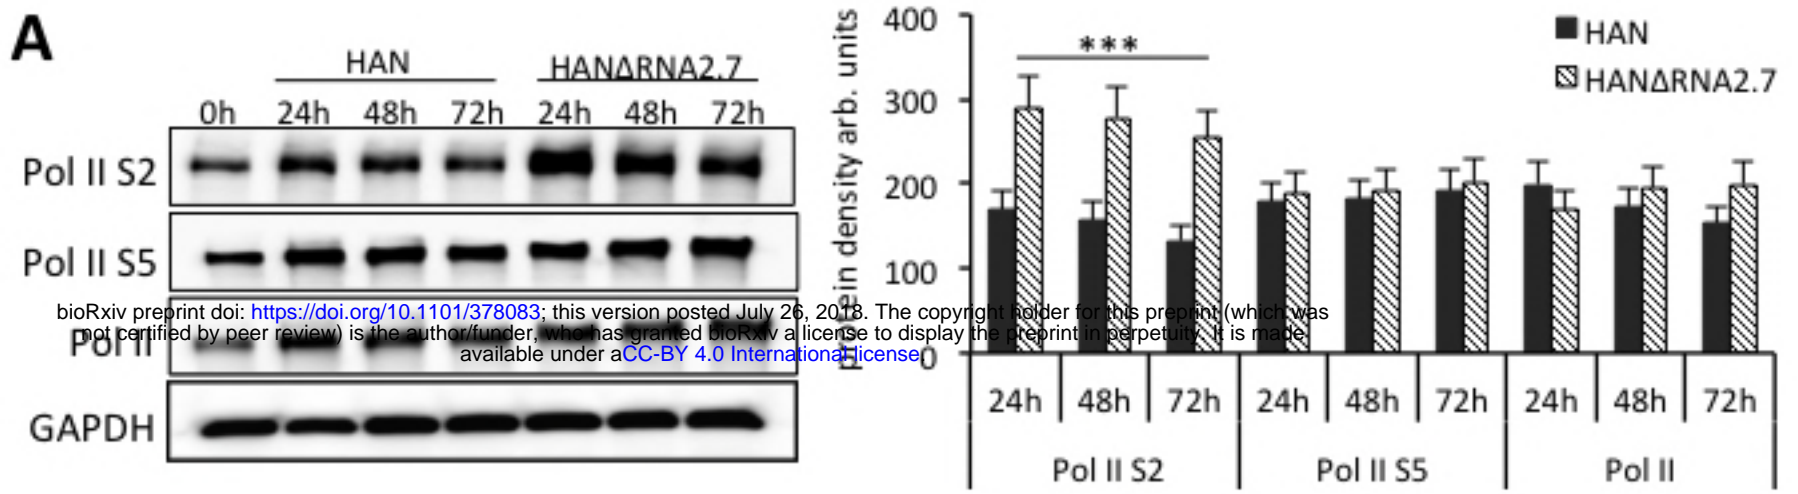 A
HAN
HANΔRNA2.7
0h 24h 48h 72h 24h 48h 72h
Pol II S2
Pol II S5
Pol II
GAPDH
bioRxiv preprint doi: https://doi.org/10.1101/378083; this version posted July 26, 2018. The copyright holder for this preprint (which was
not certified by peer review) is the author/funder, who has granted bioRxiv a license to display the preprint in perpetuity. It is made
available under aCC-BY 4.0 International license.
protein density arb. units
400
300
200
100
0
***
HAN
HANΔRNA2.7
24h 48h 72h 24h 48h 72h 24h 48h 72h
Pol II S2 Pol II S5 Pol II